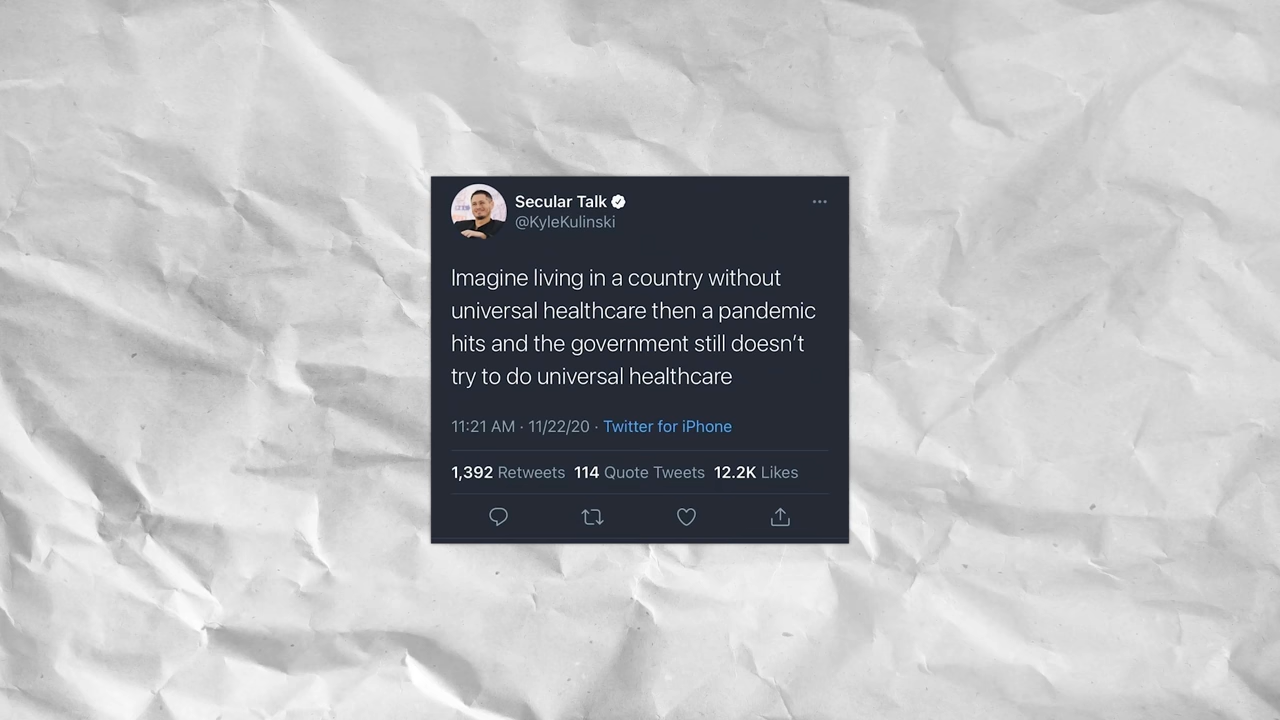 Secular Talk
@KyleKulinski
Imagine living in a country without
universal healthcare then a pandemic
hits and the government still doesn’t
try to do universal healthcare
11:21 AM · 11/22/20 · Twitter for iPhone
1,392 Retweets 114 Quote Tweets 12.2K Likes